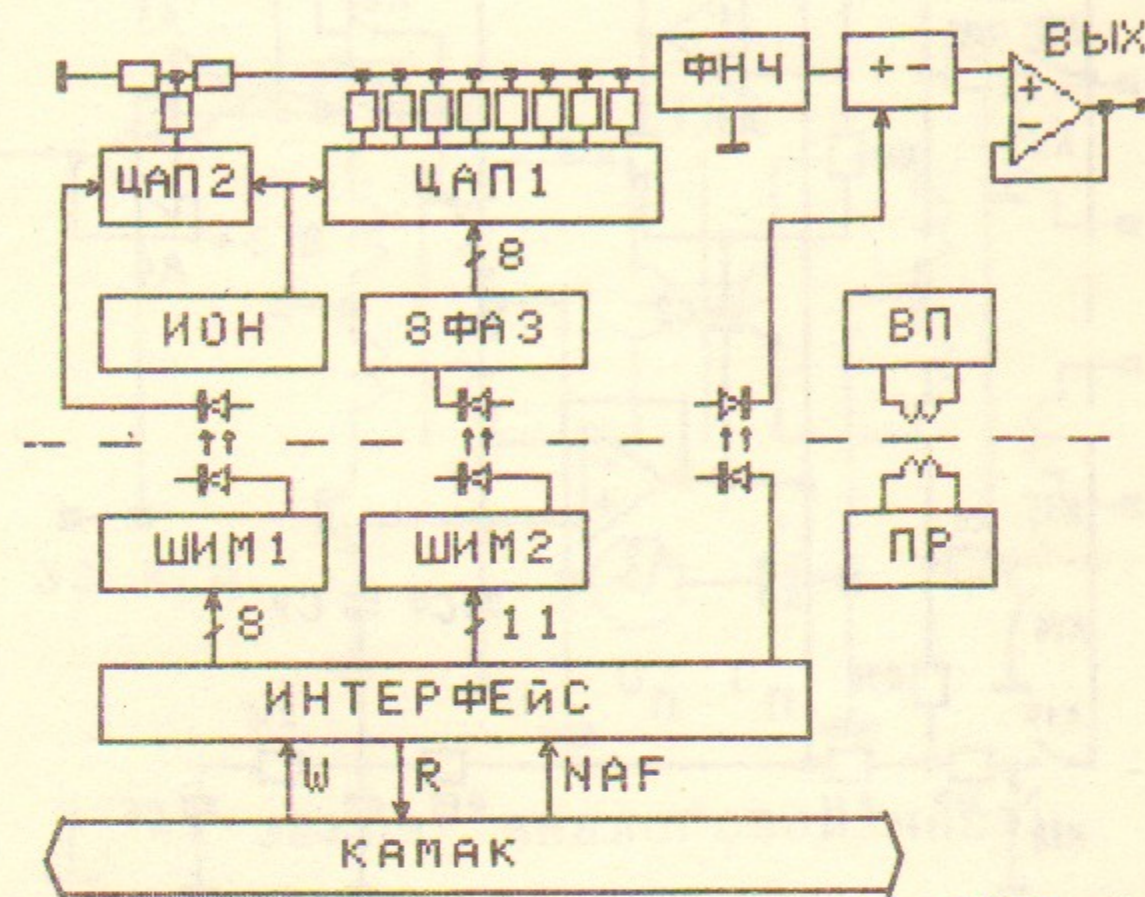 ВЫХ
ФНЧ
+ -
+
-
ЦАП2
ЦАП1
8
ИОН
8ФАЗ
ВП
ШИМ1
ШИМ2
ПР
8
11
ИНТЕРФЕйС
W
R
NAF
КАМАК